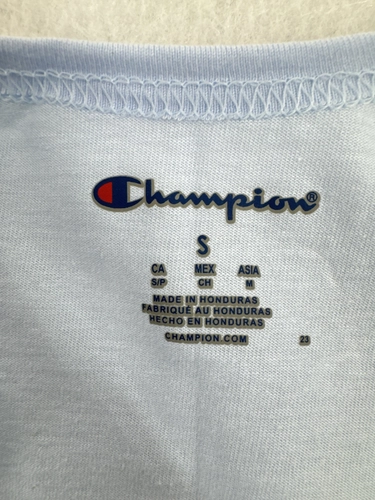 Champion®
S
CA MEX ASIA
S/P CH M
MADE IN HONDURAS
FABRIQUÉ AU HONDURAS
HECHO EN HONDURAS
CHAMPION.COM 23